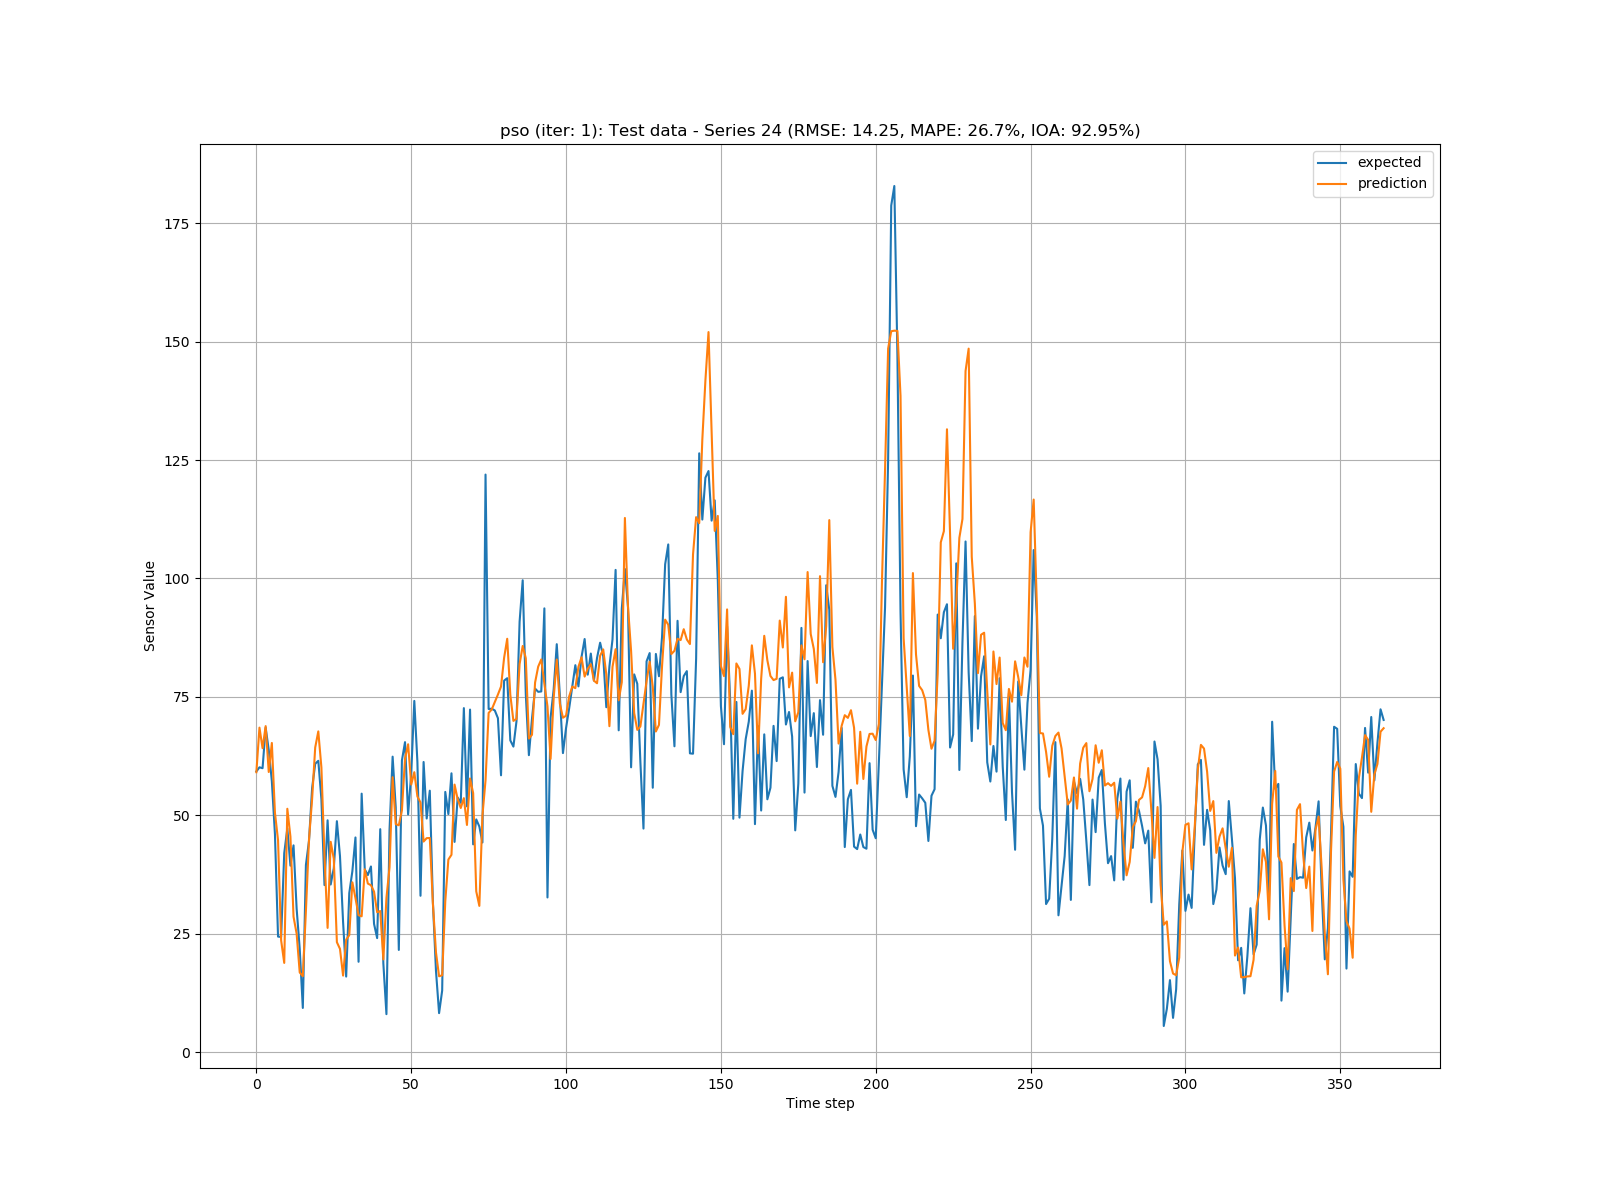 pso (iter: 1): Test data - Series 24 (RMSE: 14.25, MAPE: 26.7%, IOA: 92.95%)
expected
prediction
175
150
125
100
75
50
25
0
Sensor Value
0 50 100 150 200 250 300 350
Time step